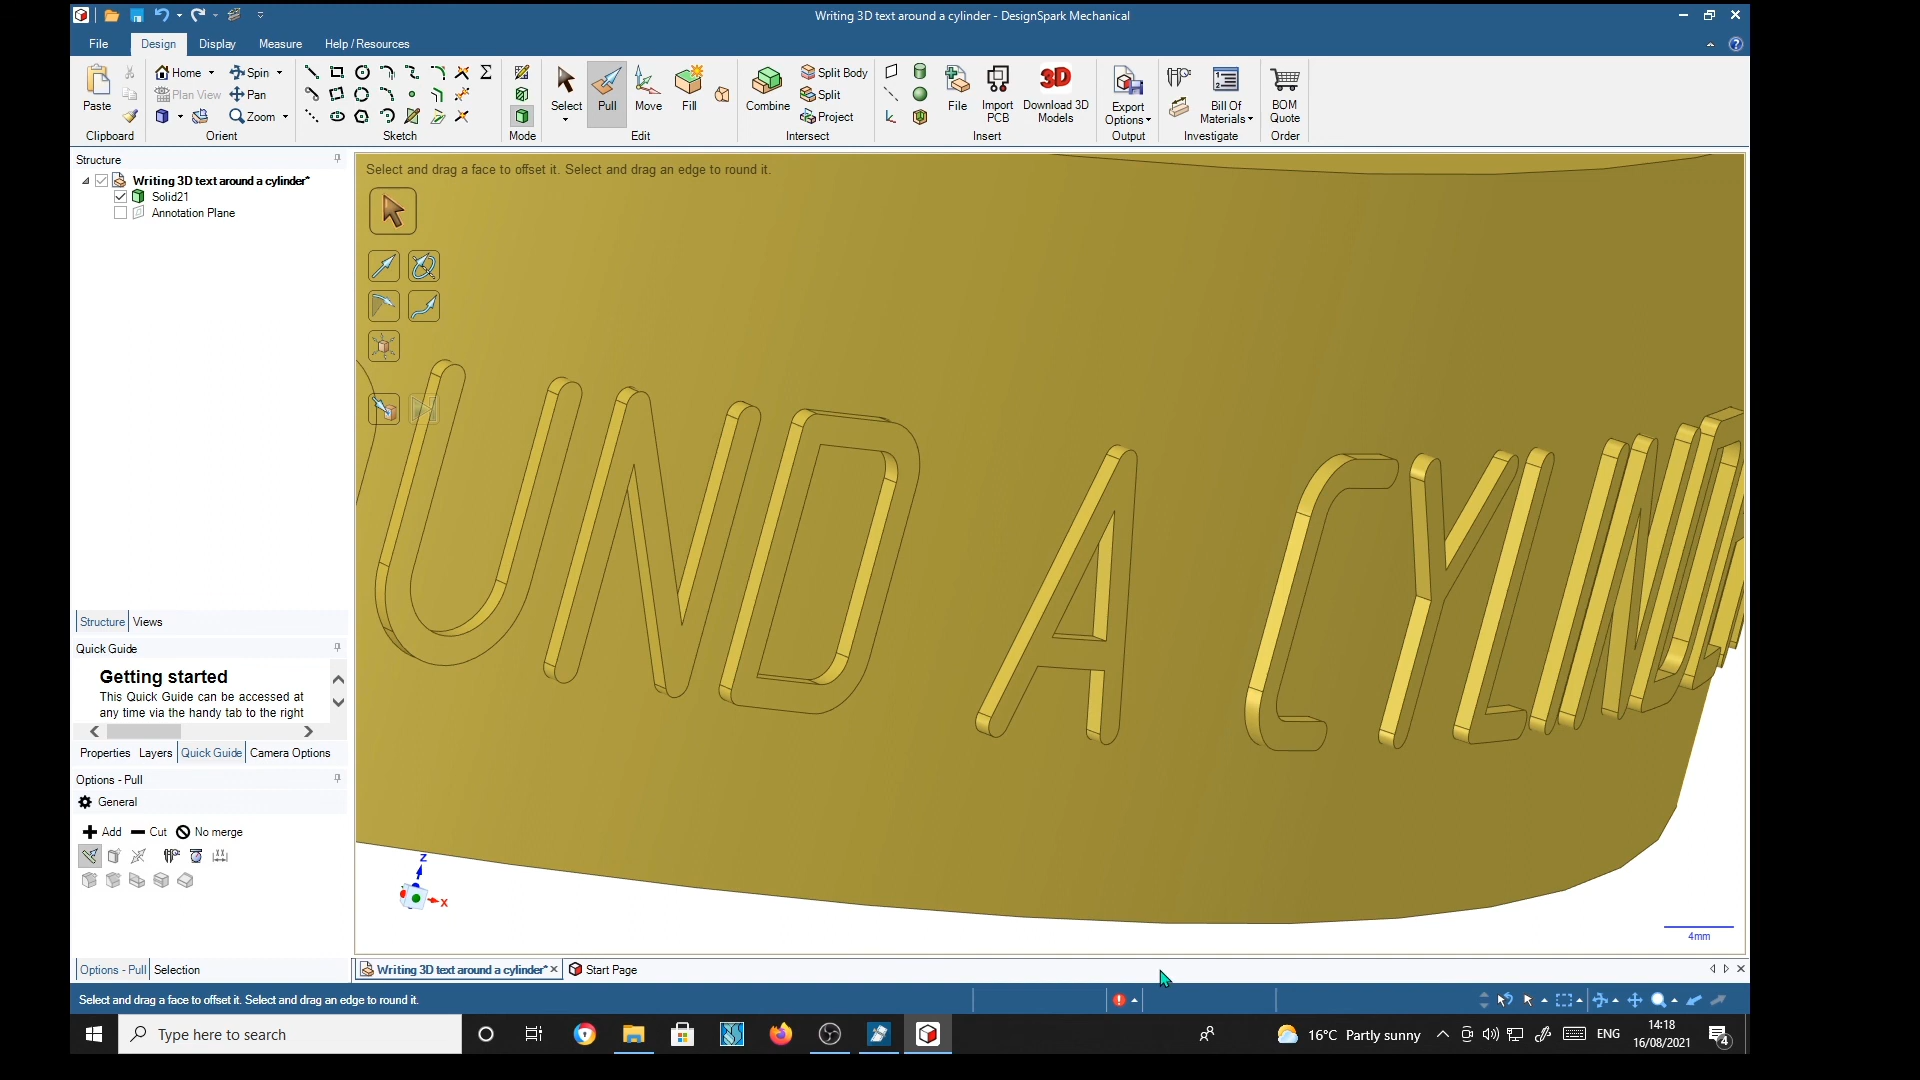 Writing 3D text around a cylinder - DesignSpark Mechanical
File Design Display Measure Help / Resources
Paste
Clipboard
Home Spin
Plan View Pan
Zoom
Orient
Sketch
Mode
Select Pull Move Fill
Edit
Combine
Split Body
Split
Project
Intersect
File Import PCB Download 3D Models
3D
Insert
Export Options
Output
Bill Of Materials
Investigate
BOM Quote
Order
Structure
Writing 3D text around a cylinder*
Solid21
Annotation Plane
Structure Views
Quick Guide
Getting started
This Quick Guide can be accessed at
any time via the handy tab to the right
Properties Layers Quick Guide Camera Options
Options - Pull
General
Add Cut No merge
Options - Pull Selection
Select and drag a face to offset it. Select and drag an edge to round it.
UND A CYLINDE
Z
X
4mm
Writing 3D text around a cylinder* Start Page
Select and drag a face to offset it. Select and drag an edge to round it.
Type here to search
16°C Partly sunny
ENG
14:18
16/08/2021
4